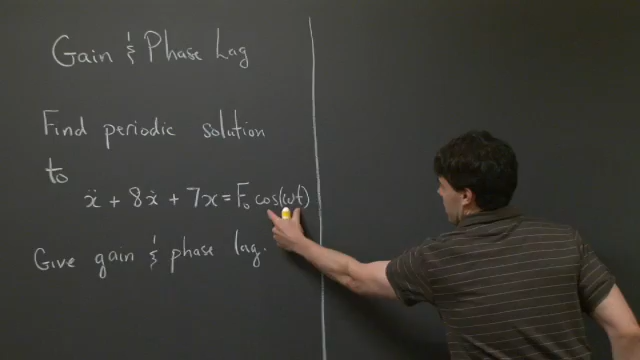 Gain & Phase Lag
Find periodic solution
to
ẍ + 8ẋ + 7x = F₀ cos(ωt)
Give gain & phase lag.